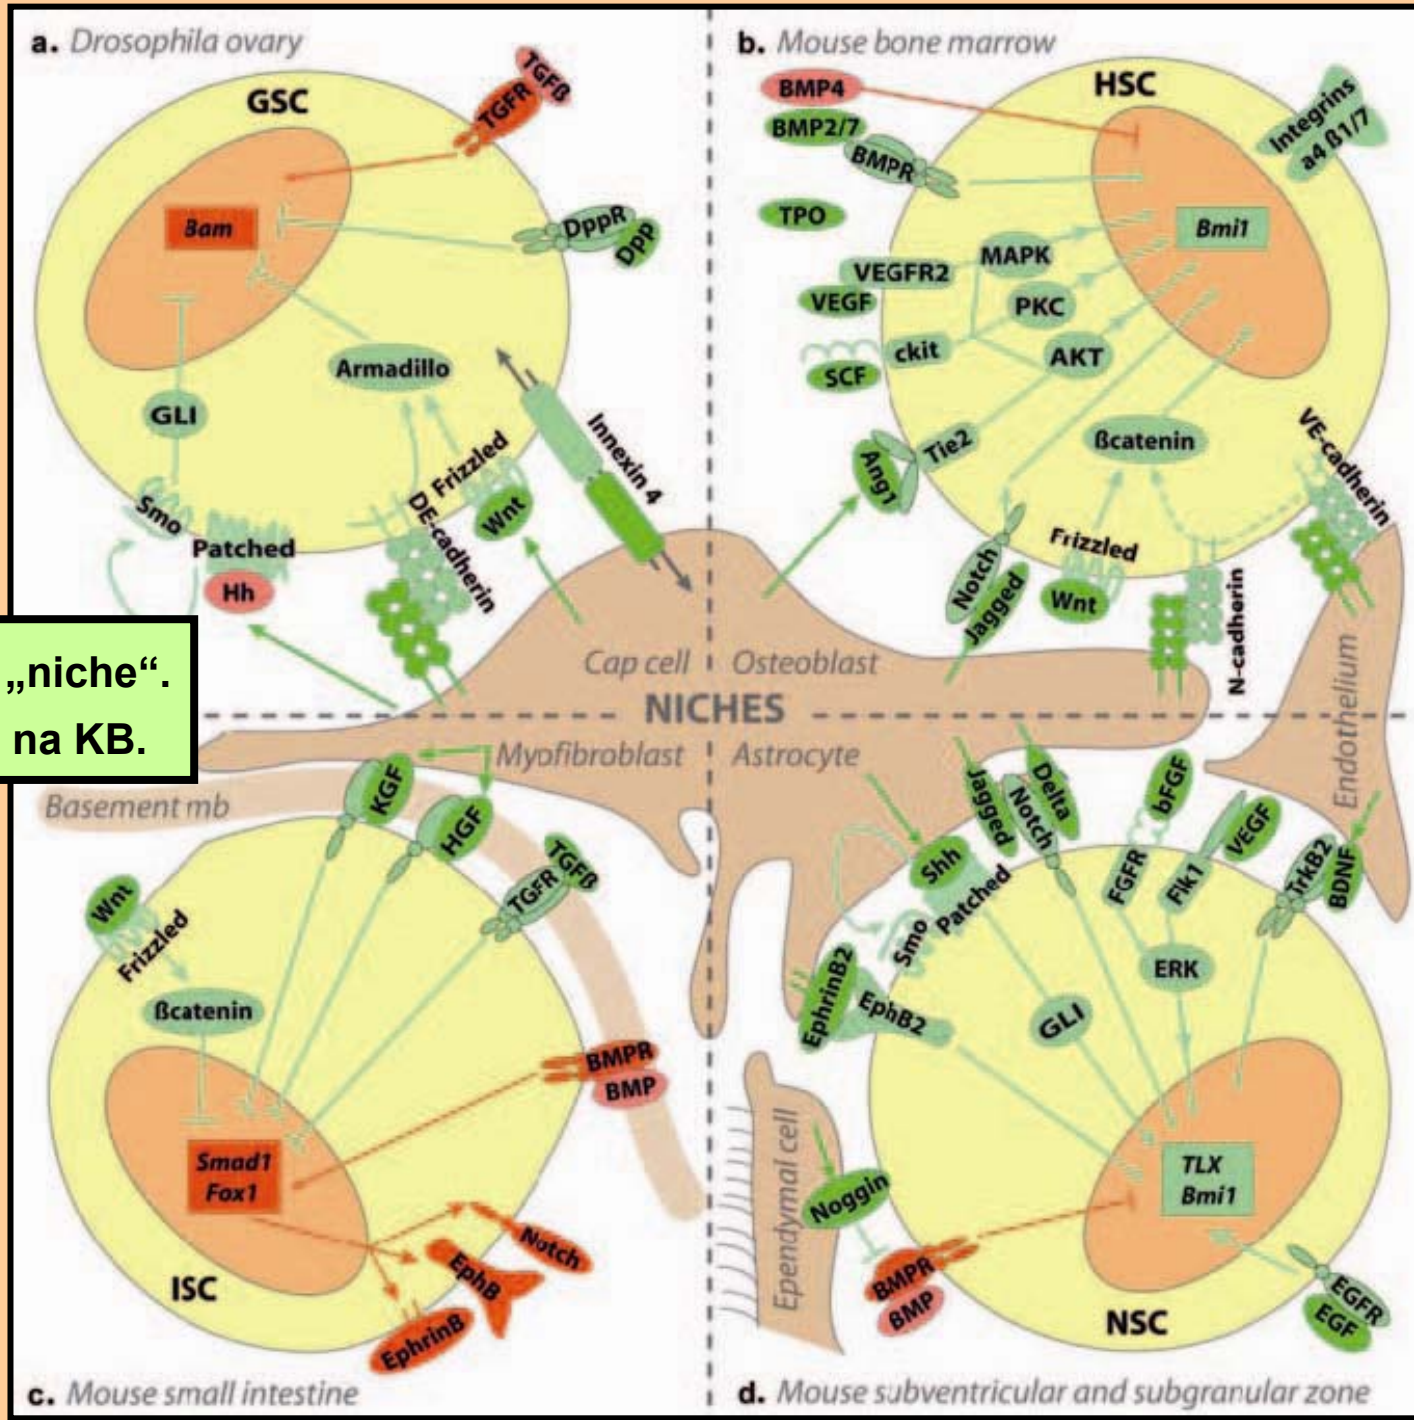 a. Drosophila ovary
GSC
TGFß
TGFR
Bam
DppR
Dpp
Armadillo
GLI
Smo
Patched
Hh
Frizzled
DE-cadherin
Wnt
Innexin 4
Cap cell
b. Mouse bone marrow
HSC
BMP4
BMP2/7
BMPR
Integrins
a4 ß1/7
TPO
Bmi1
MAPK
VEGFR2
VEGF
PKC
ckit
SCF
AKT
Tie2
Ang1
ßcatenin
VE-cadherin
Frizzled
Notch
Jagged
Wnt
N-cadherin
Osteoblast
Endothelium
„niche“.
na KB.
NICHES
Myofibroblast
Basement mb
KGF
HGF
TGFß
TGFR
Wnt
Frizzled
ßcatenin
BMPR
BMP
Smad1
Fox1
Notch
EphB
EphrinB
ISC
c. Mouse small intestine
Astrocyte
Jagged
Notch
Delta
bFGF
FGFR
VEGF
Flk1
TrkB2
BDNF
Shh
Patched
Smo
EphrinB2
EphB2
GLI
ERK
Ependymal cell
Noggin
TLX
Bmi1
BMPR
BMP
EGFR
EGF
NSC
d. Mouse subventricular and subgranular zone